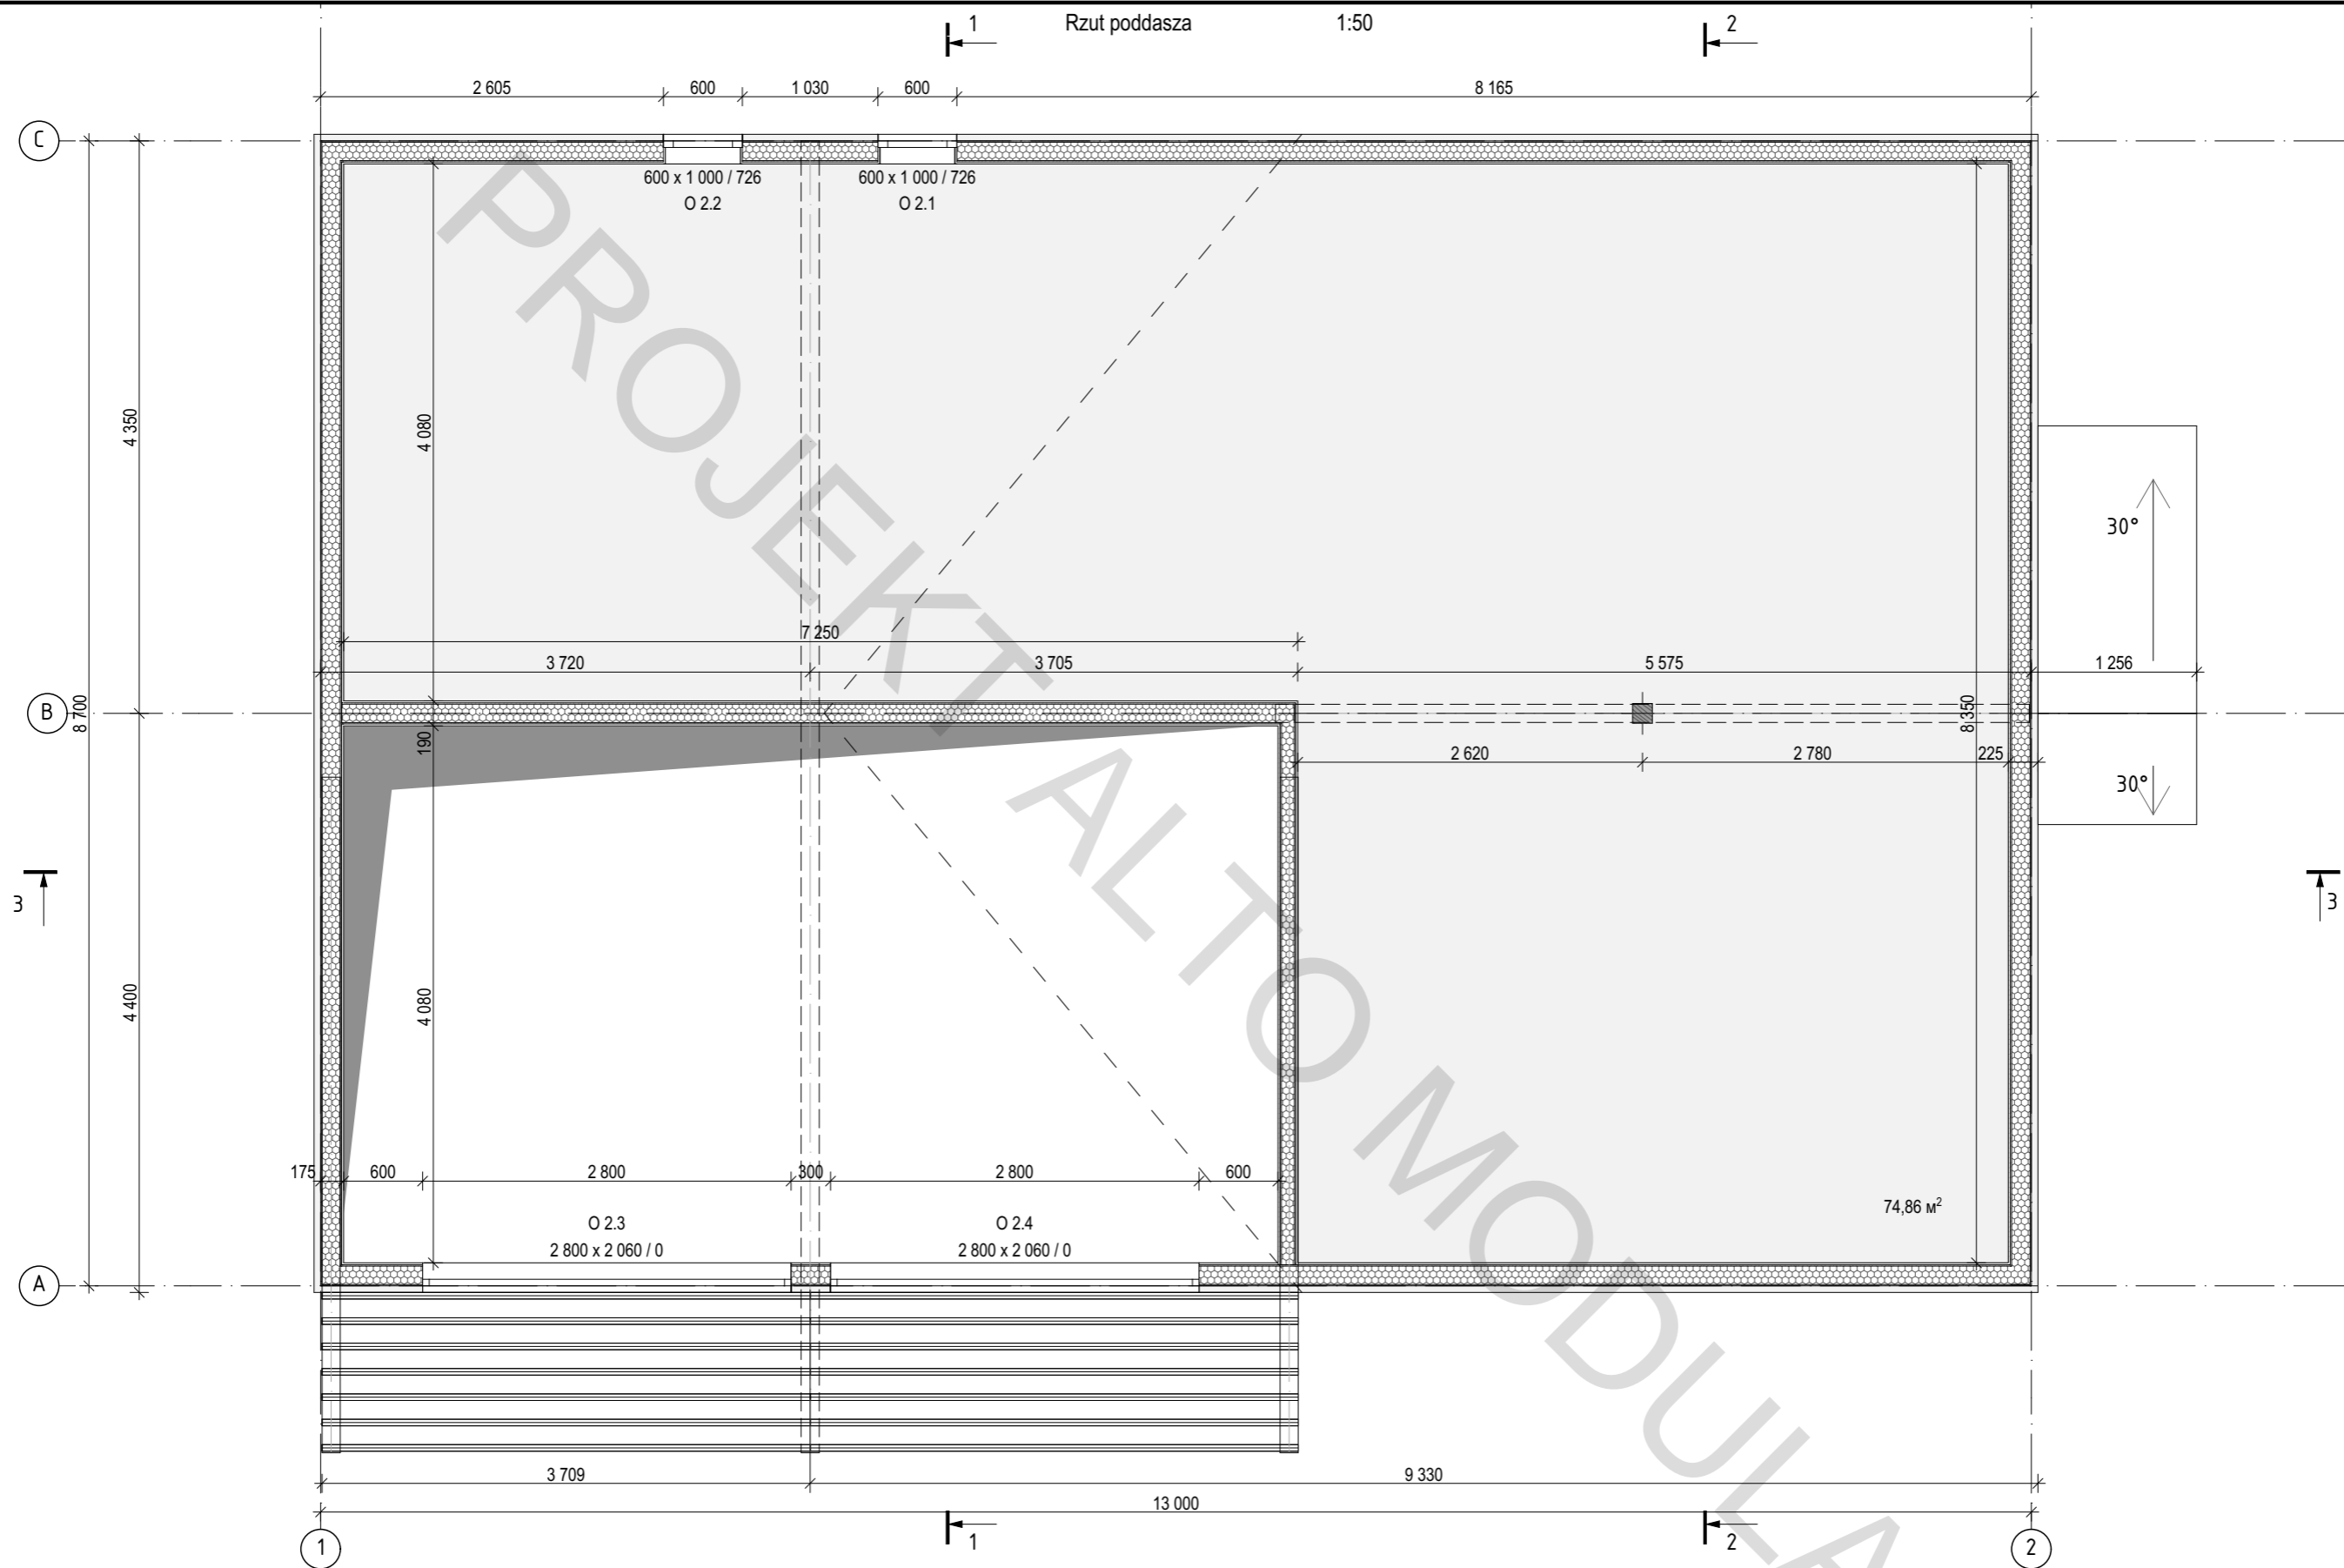 Rzut poddasza 1:50
1 2
2 605 600 1 030 600 8 165
C
600 x 1 000 / 726 600 x 1 000 / 726
O 2.2 O 2.1
4 350
4 080
30°
7 250
3 720 3 705 5 575 1 256
B
8 700
190
8 350
2 620 2 780 225
30°
3 3
4 400
4 080
175 600 2 800 300 2 800 600
74,86 м²
O 2.3 O 2.4
2 800 x 2 060 / 0 2 800 x 2 060 / 0
A
3 709 9 330
13 000
1 2
1 2
PROJEKT ALTO MODULA